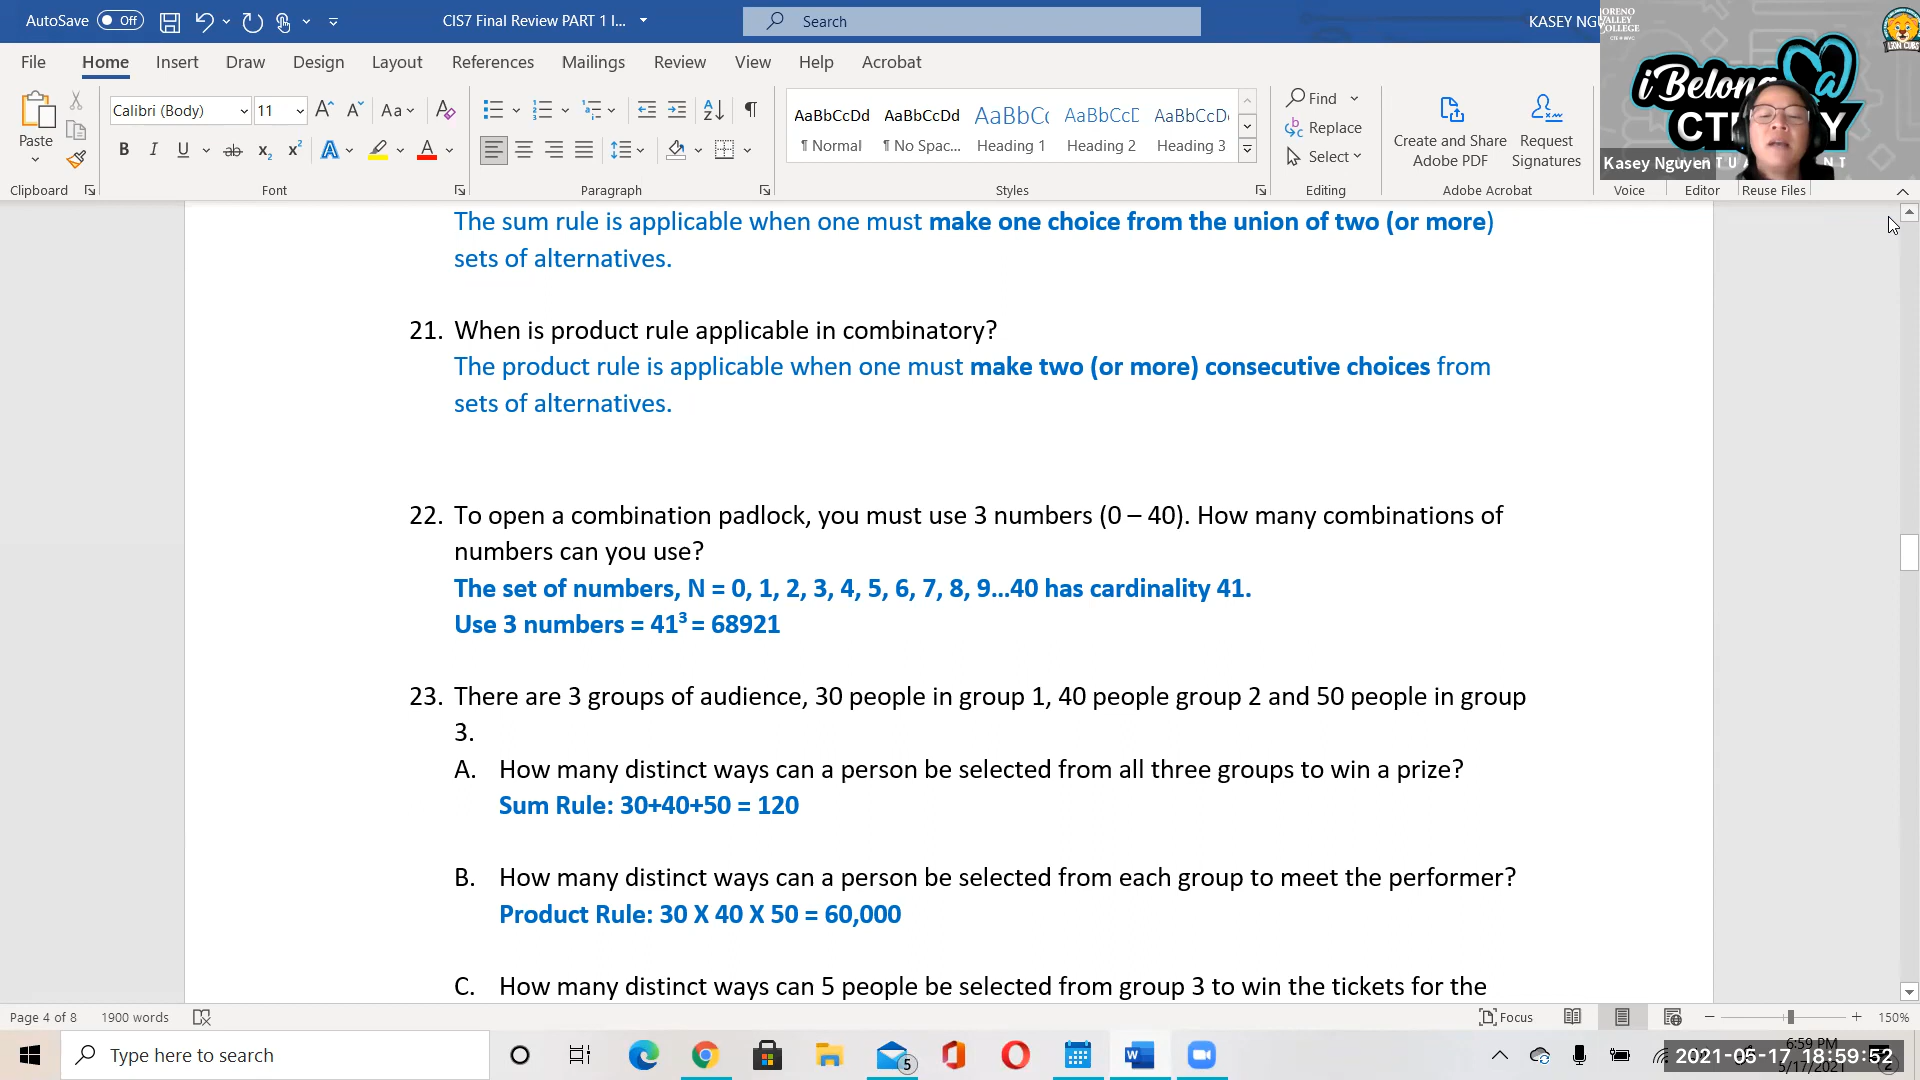 AutoSave Off
CIS7 Final Review PART 1 I...
Search
KASEY NGU
File Home Insert Draw Design Layout References Mailings Review View Help Acrobat
Paste
Calibri (Body) 11
AaBbCcDd AaBbCcDd AaBbCc AaBbCcD AaBbCcDc
¶ Normal ¶ No Spac... Heading 1 Heading 2 Heading 3
Find
Replace
Select
Create and Share Adobe PDF
Request Signatures
Clipboard Font Paragraph Styles Editing Adobe Acrobat Voice Editor Reuse Files
iBelong@
Kasey Nguyen
The sum rule is applicable when one must make one choice from the union of two (or more)
sets of alternatives.
21. When is product rule applicable in combinatory?
The product rule is applicable when one must make two (or more) consecutive choices from
sets of alternatives.
22. To open a combination padlock, you must use 3 numbers (0 – 40). How many combinations of
numbers can you use?
The set of numbers, N = 0, 1, 2, 3, 4, 5, 6, 7, 8, 9…40 has cardinality 41.
Use 3 numbers = 41³ = 68921
23. There are 3 groups of audience, 30 people in group 1, 40 people group 2 and 50 people in group
3.
A. How many distinct ways can a person be selected from all three groups to win a prize?
Sum Rule: 30+40+50 = 120
B. How many distinct ways can a person be selected from each group to meet the performer?
Product Rule: 30 X 40 X 50 = 60,000
C. How many distinct ways can 5 people be selected from group 3 to win the tickets for the
Page 4 of 8 1900 words
Focus
150%
Type here to search
5
6:59 PM
5/17/2021
2021-05-17 18:59:52